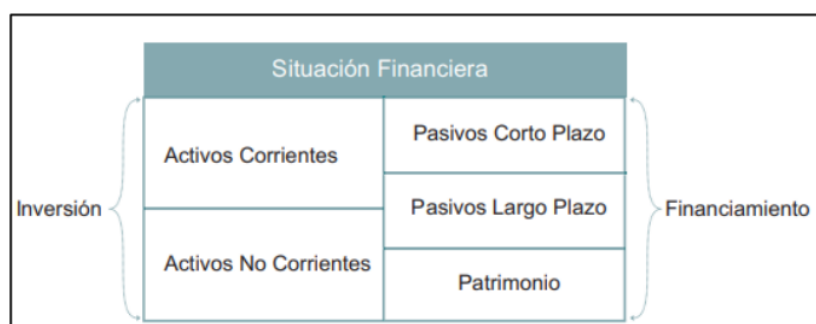 Situación Financiera
Inversión
Activos Corrientes
Activos No Corrientes
Pasivos Corto Plazo
Pasivos Largo Plazo
Patrimonio
Financiamiento